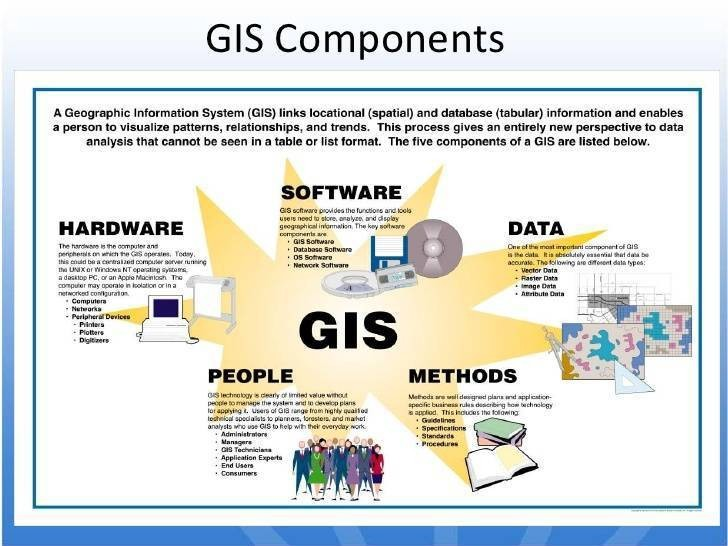 GIS Components
A Geographic Information System (GIS) links locational (spatial) and database (tabular) information and enables
a person to visualize patterns, relationships, and trends. This process gives an entirely new perspective to data
analysis that cannot be seen in a table or list format. The five components of a GIS are listed below.
SOFTWARE
GIS software provides the functions and tools
users need to store, analyze, and display
geographical information. The key software
components are
• GIS Software
• Database Software
• OS Software
• Network Software
HARDWARE
The hardware is the computer and
peripherals on which the GIS operates. Today,
this could be a centralized computer server running
the UNIX or Windows NT operating systems,
a desktop PC, or an Apple Macintosh. The
computer may operate in isolation or in a
networked configuration.
• Computers
• Networks
• Peripheral Devices
• Printers
• Plotters
• Digitizers
DATA
One of the most important component of GIS
is the data. It is absolutely essential that data be
accurate. The following are different data types:
• Vector Data
• Raster Data
• Image Data
• Attribute Data
GIS
PEOPLE
GIS technology is clearly of limited value without
people to manage the system and to develop plans
for applying it. Users of GIS range from highly qualified
technical specialists to planners, foresters, and market
analysts who use GIS to help with their everyday work.
• Administrators
• Managers
• GIS Technicians
• Application Experts
• End Users
• Consumers
METHODS
Methods are well designed plans and application-
specific business rules describing how technology
is applied. This includes the following:
• Guidelines
• Specifications
• Standards
• Procedures